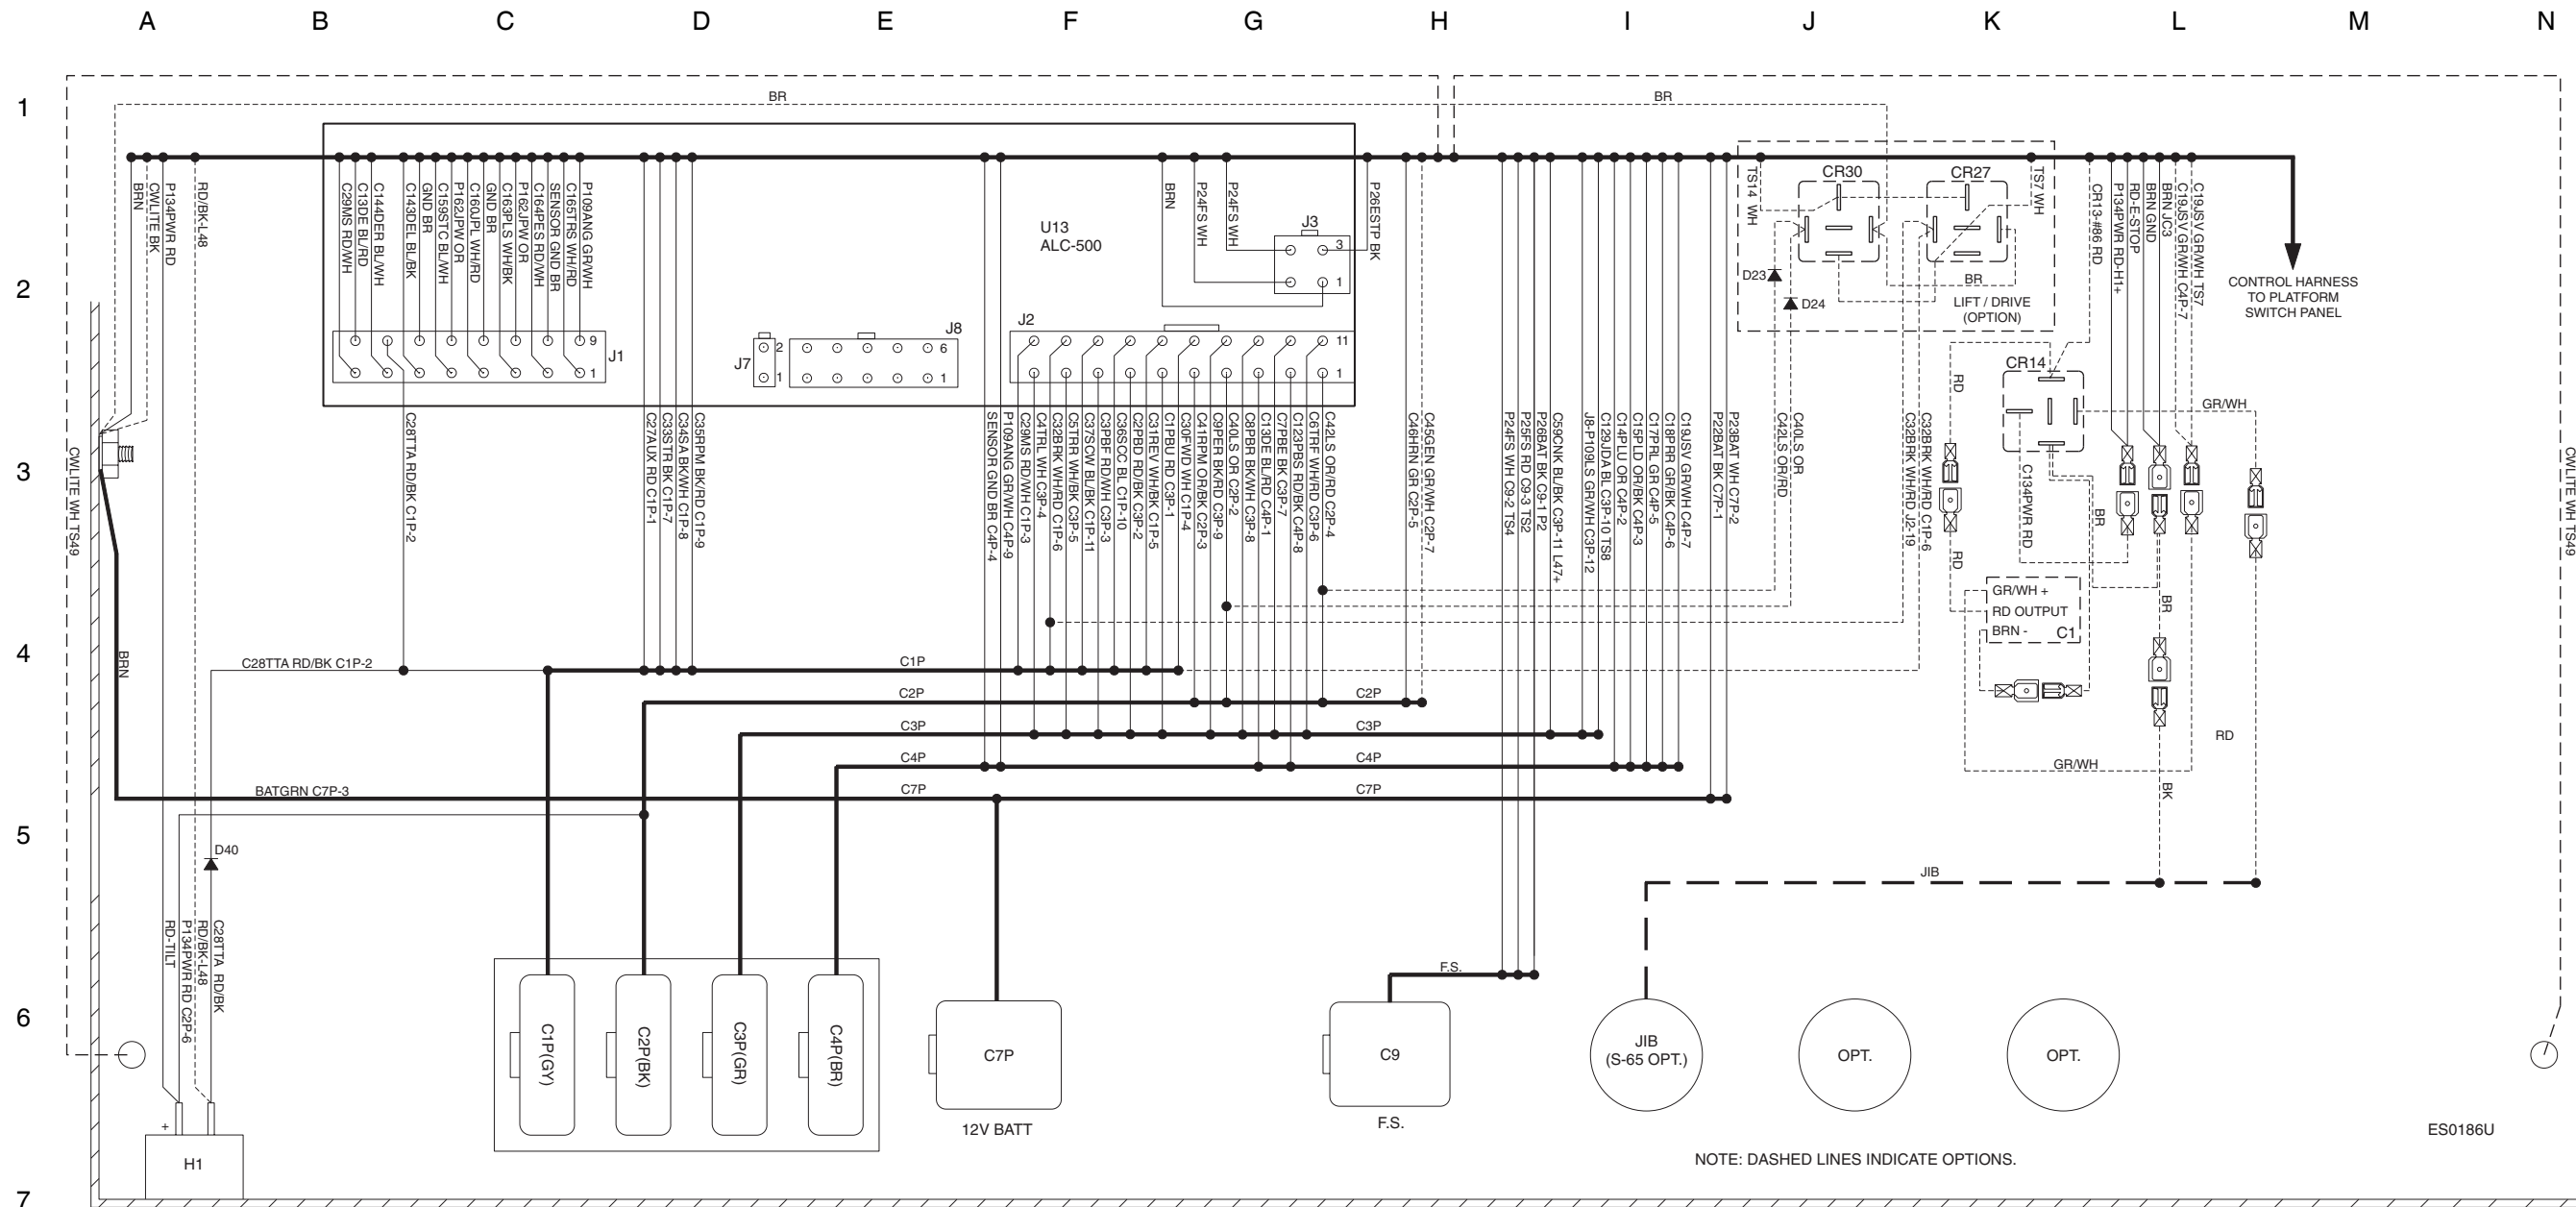 A B C D E F G H I J K L M N
1
2
3
4
5
6
7
BR
BR
BRN
CWLITE BK
P134PWR RD
RD/BK-L48
C29MS RD/WH
C13DE BL/RD
C144DER BL/WH
C143DEL BL/BK
GND BR
C159STC BL/WH
P162JPW OR
C160JPL WH/RD
GND BR
C163PLS WH/BK
P162JPW OR
C164PES RD/WH
SENSOR GND BR
C165TRS WH/RD
P109ANG GR/WH
U13
ALC-500
BRN
P24FS WH
P24FS WH
J3
3
1
P26ESTP BK
J1
9
1
J7
2
1
J8
6
1
J2
11
1
TS14 WH
CR30
CR27
TS7 WH
D23
D24
BR
LIFT / DRIVE
(OPTION)
CR13-#86 RD
P134PWR RD-H1+
RD-E-STOP
BRN GND
BRN JC3
C19JSV GR/WH C4P-7
C19JSV GR/WH TS7
CONTROL HARNESS
TO PLATFORM
SWITCH PANEL
CR14
RD
GR/WH
CWLITE WH TS49
C28TTA RD/BK C1P-2
C27AUX RD C1P-1
C33STR BK C1P-7
C34SA BK/WH C1P-8
C35RPM BK/RD C1P-9
SENSOR GND BR C4P-4
P109ANG GR/WH C4P-9
C29MS RD/WH C1P-3
C4TRL WH C3P-4
C32BRK WH/RD C1P-6
C5TRR WH/BK C3P-5
C37SCW BL/BK C1P-11
C3PBF RD/WH C3P-3
C36SCC BL C1P-10
C2PBD RD/BK C3P-2
C31REV WH/BK C1P-5
C1PBU RD C3P-1
C30FWD WH C1P-4
C41RPM OR/BK C2P-3
C9PER BK/RD C3P-9
C40LS OR C2P-2
C8PBR BK/WH C3P-8
C13DE BL/RD C4P-1
C7PBE BK C3P-7
C123PBS RD/BK C4P-8
C6TRF WH/RD C3P-6
C42LS OR/RD C2P-4
C46HRN GR C2P-5
C45GEN GR/WH C2P-7
P24FS WH C9-2 TS4
P25FS RD C9-3 TS2
P26BAT BK C9-1 P2
C59CNK BL/BK C3P-11 L47+
J8-P109LS GR/WH C3P-12
C129JDA BL C3P-10 TS8
C14PLU OR C4P-2
C15PLD OR/BK C4P-3
C17PRL GR C4P-5
C18PRR GR/BK C4P-6
C19JSV GR/WH C4P-7
P22BAT BK C7P-1
P23BAT WH C7P-2
C42LS OR/RD
C40LS OR
C32BRK WH/RD J2-19
C32BRK WH/RD C1P-6
C134PWR RD
BR
CWLITE WH TS49
RD
GR/WH +
RD OUTPUT
BRN -
C1
BR
BRN
C28TTA RD/BK C1P-2
C1P
C2P
C2P
C3P
C3P
C4P
C4P
BATGRN C7P-3
C7P
C7P
RD
GR/WH
BK
D40
JIB
RD-TILT
P134PWR RD C2P-6
RD/BK-L48
C28TTA RD/BK
F.S.
C1P(GY)
C2P(BK)
C3P(GR)
C4P(BR)
C7P
C9
JIB
(S-65 OPT.)
OPT.
OPT.
12V BATT
F.S.
+
H1
ES0186U
NOTE: DASHED LINES INDICATE OPTIONS.